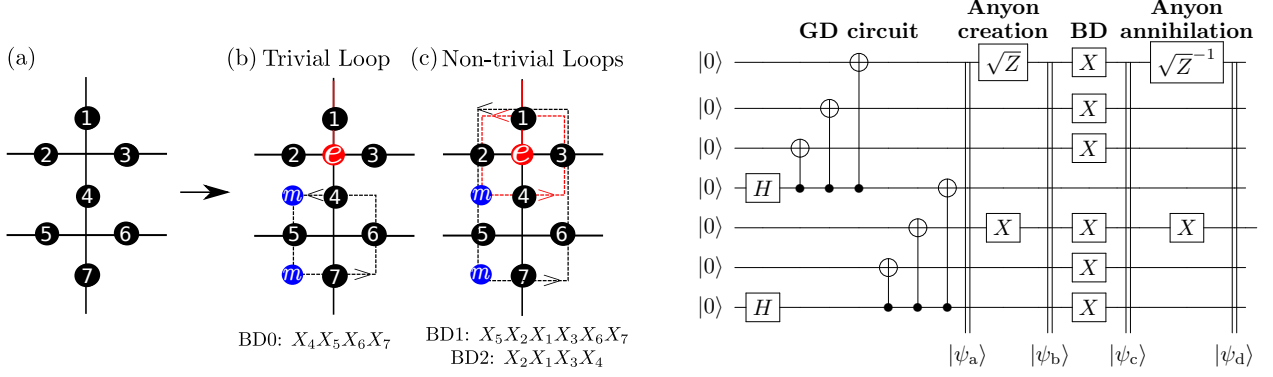 (a)
(b) Trivial Loop
(c) Non-trivial Loops
1
2 3
4
5 6
7
1
2 e 3
m 4
5 6
m 7
BD0: X₄X₅X₆X₇
1
2 e 3
m 4
5 6
m 7
BD1: X₅X₂X₁X₃X₆X₇
BD2: X₂X₁X₃X₄
GD circuit
Anyon
creation
BD
Anyon
annihilation
|0⟩ √Z X √Z⁻¹
|0⟩ X
|0⟩ X
|0⟩ H
|0⟩ X X X
|0⟩ X
|0⟩ H X
|ψa⟩ |ψb⟩ |ψc⟩ |ψd⟩